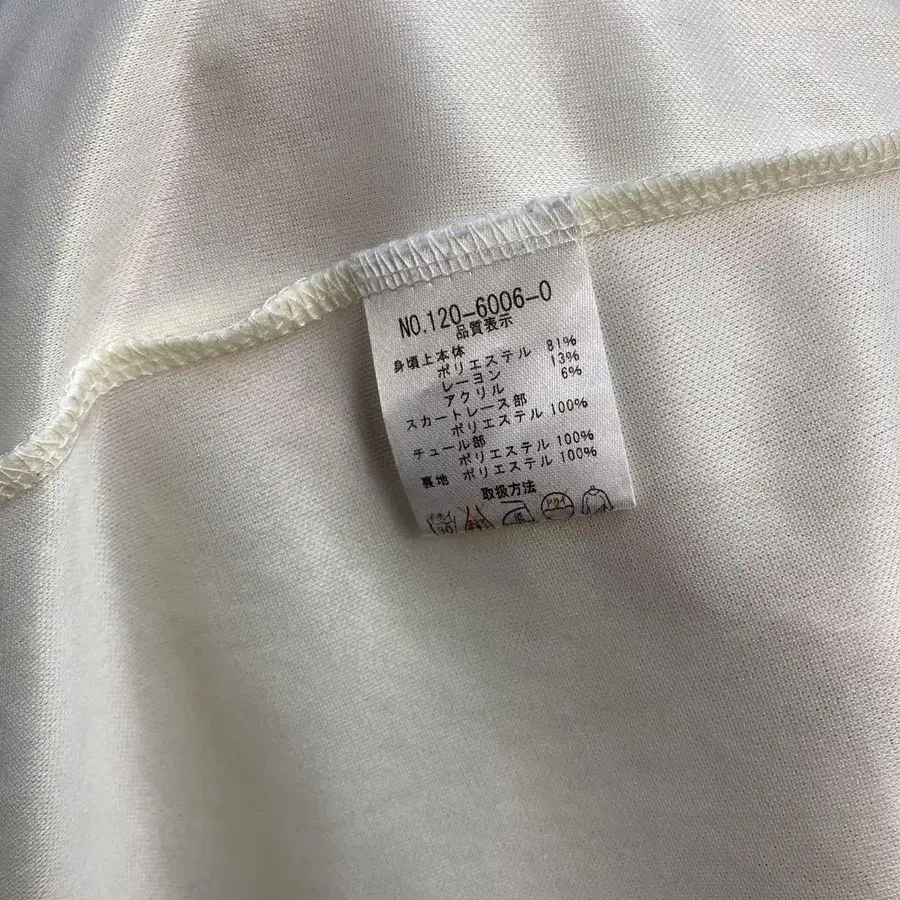 NO.120-6006-0
品質表示
身頃上本体
ポリエステル 81%
レーヨン 13%
アクリル 6%
スカートレース部
ポリエステル 100%
チュール部
ポリエステル 100%
裏地 ポリエステル 100%
取扱方法
ドライ